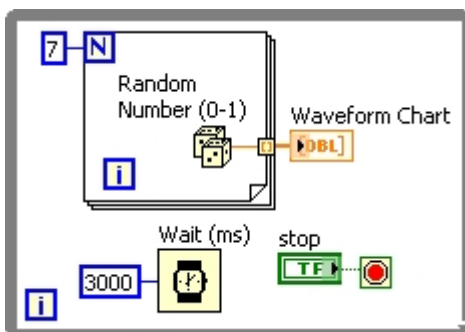 7 N
Random
Number (0-1)
Waveform Chart
[DBL]
i
Wait (ms)
stop
3000
TF
i